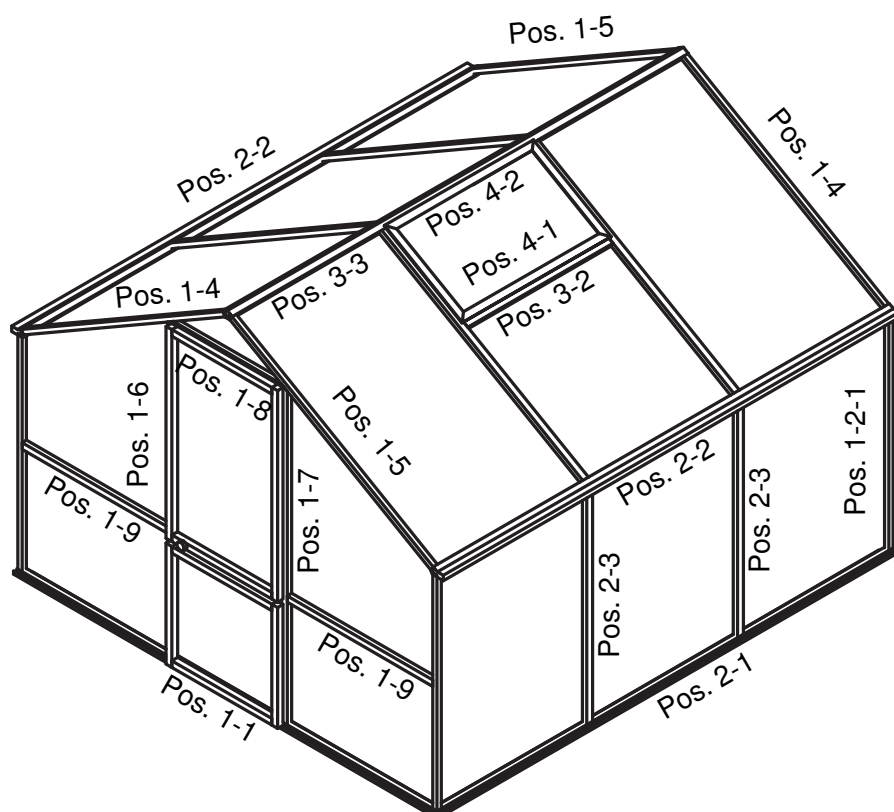 Pos. 1-5
Pos. 2-2
Pos. 1-4
Pos. 4-2
Pos. 4-1
Pos. 3-3
Pos. 1-4
Pos. 3-2
Pos. 1-6
Pos. 1-8
Pos. 1-5
Pos. 2-2
Pos. 1-2-1
Pos. 1-7
Pos. 2-3
Pos. 1-9
Pos. 2-3
Pos. 1-9
Pos. 1-1
Pos. 2-1